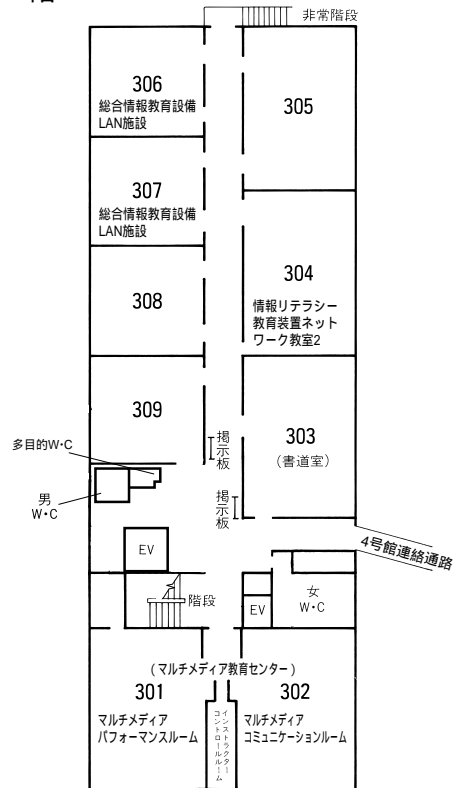 非常階段
306
総合情報教育設備
LAN施設
305
307
総合情報教育設備
LAN施設
304
情報リテラシー
教育装置ネット
ワーク教室2
308
309
303
(書道室)
掲示板
多目的W・C
男
W・C
掲示板
4号館連絡通路
EV
階段
EV
女
W・C
(マルチメディア教育センター)
301
マルチメディア
パフォーマンスルーム
302
マルチメディア
コミュニケーションルーム
インストラクター
コントロールルーム